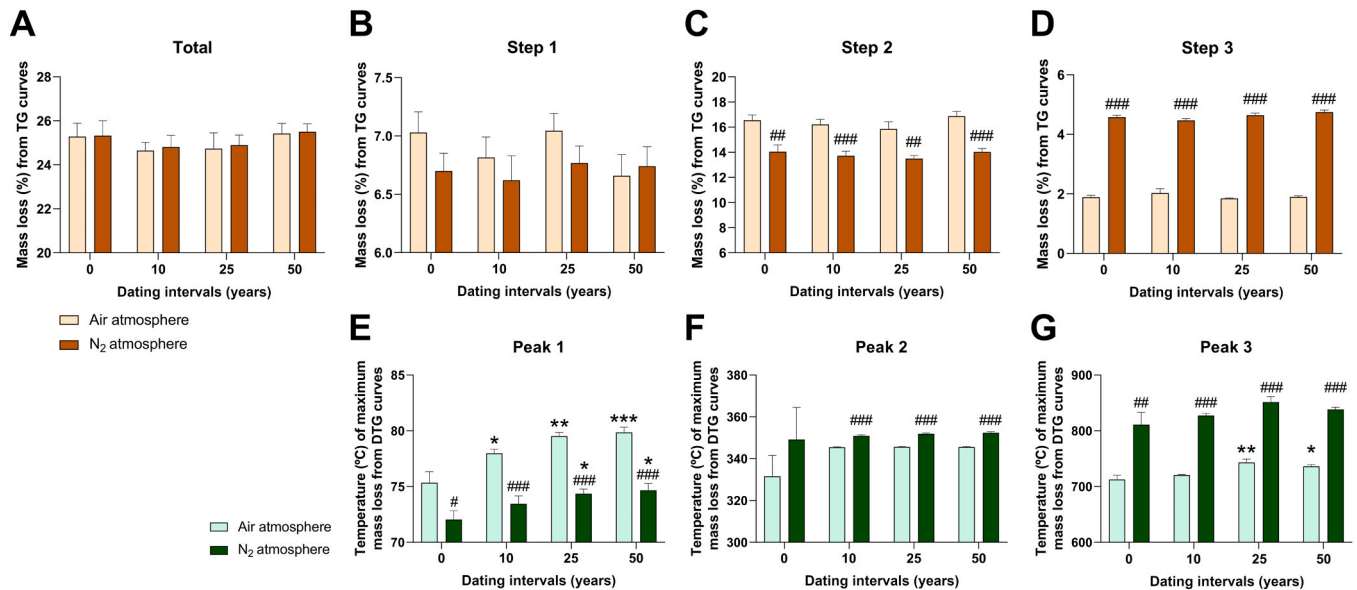 A
Total
Mass loss (%) from TG curves
28
26
24
22
20
0 10 25 50
Dating intervals (years)
B
Step 1
Mass loss (%) from TG curves
7.5
7.0
6.5
6.0
0 10 25 50
Dating intervals (years)
C
Step 2
Mass loss (%) from TG curves
20
18
16
14
12
10
8
6
## ### ## ###
0 10 25 50
Dating intervals (years)
D
Step 3
Mass loss (%) from TG curves
6
4
2
0
### ### ### ###
0 10 25 50
Dating intervals (years)
Air atmosphere
N₂ atmosphere
E
Peak 1
Temperature (ºC) of maximum
mass loss from DTG curves
85
80
75
70
* ** ***
* *
# ### ### ###
0 10 25 50
Dating intervals (years)
Air atmosphere
N₂ atmosphere
F
Peak 2
Temperature (ºC) of maximum
mass loss from DTG curves
380
360
340
320
300
### ### ###
0 10 25 50
Dating intervals (years)
G
Peak 3
Temperature (ºC) of maximum
mass loss from DTG curves
900
800
700
600
## ### ### ###
** *
0 10 25 50
Dating intervals (years)